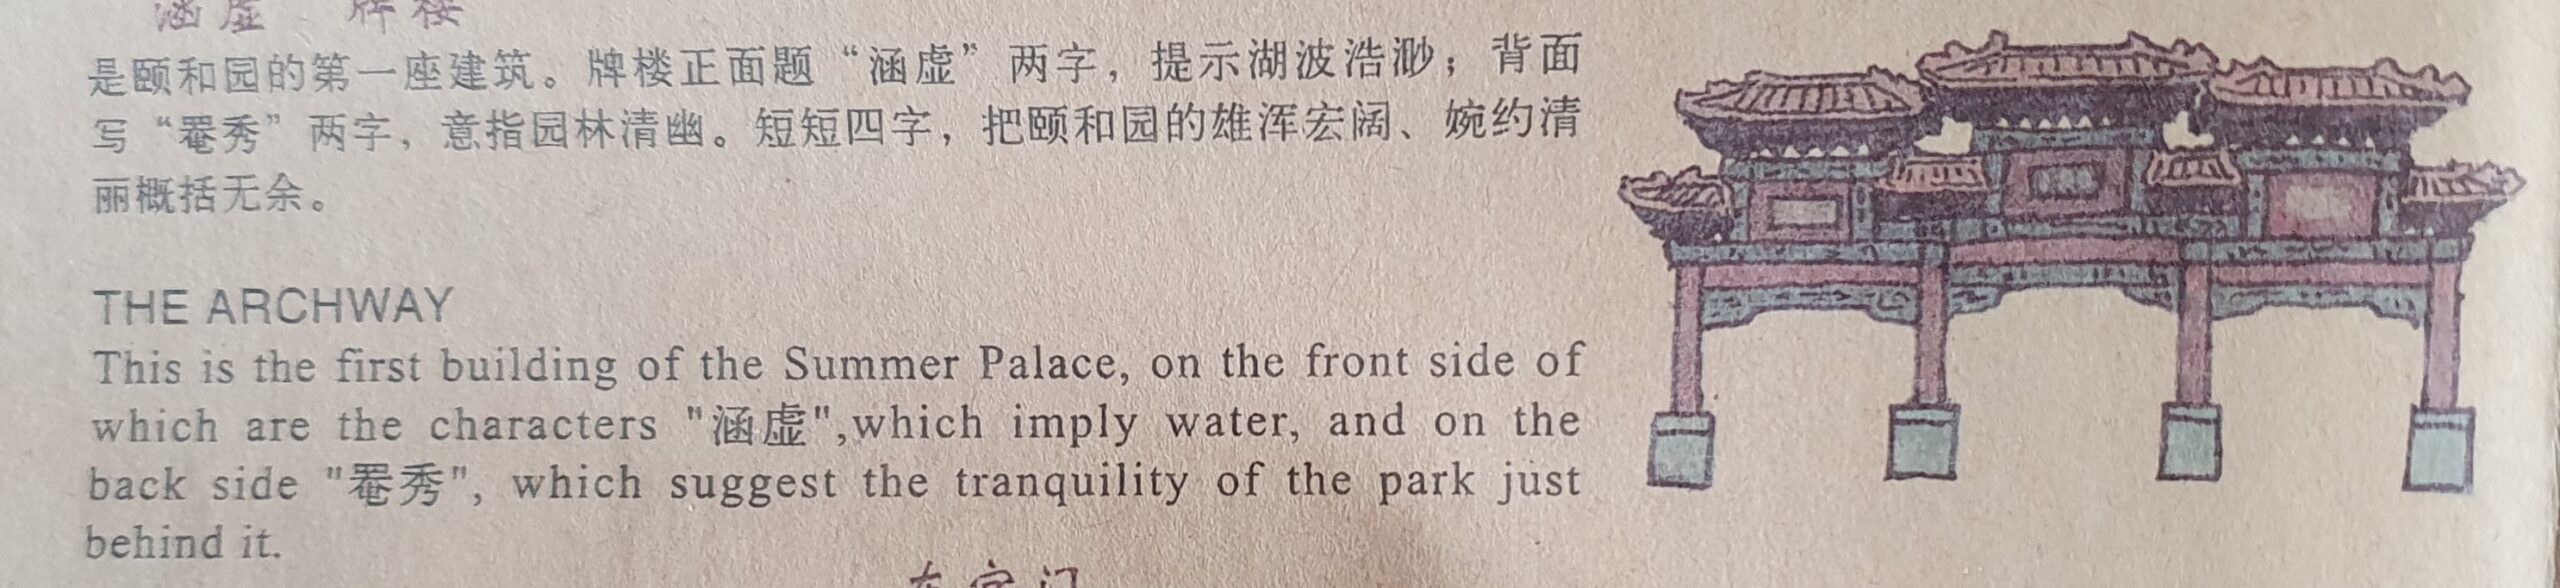 涵虚 牌楼
是颐和园的第一座建筑。牌楼正面题“涵虚”两字，提示湖波浩渺；背面
写“罨秀”两字，意指园林清幽。短短四字，把颐和园的雄浑宏阔、婉约清
丽概括无余。
THE ARCHWAY
This is the first building of the Summer Palace, on the front side of
which are the characters "涵虚",which imply water, and on the
back side "罨秀", which suggest the tranquility of the park just
behind it.